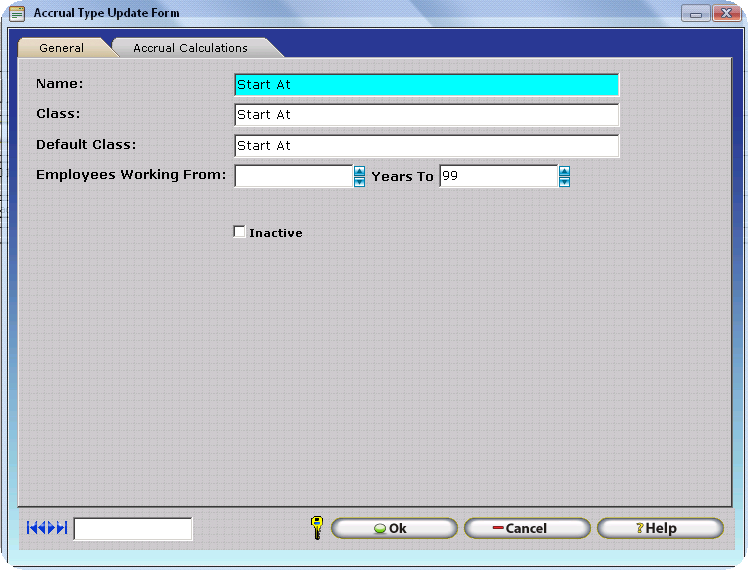 Accrual Type Update Form
General Accrual Calculations
Name: Start At
Class: Start At
Default Class: Start At
Employees Working From: Years To 99
Inactive
Ok Cancel ?Help